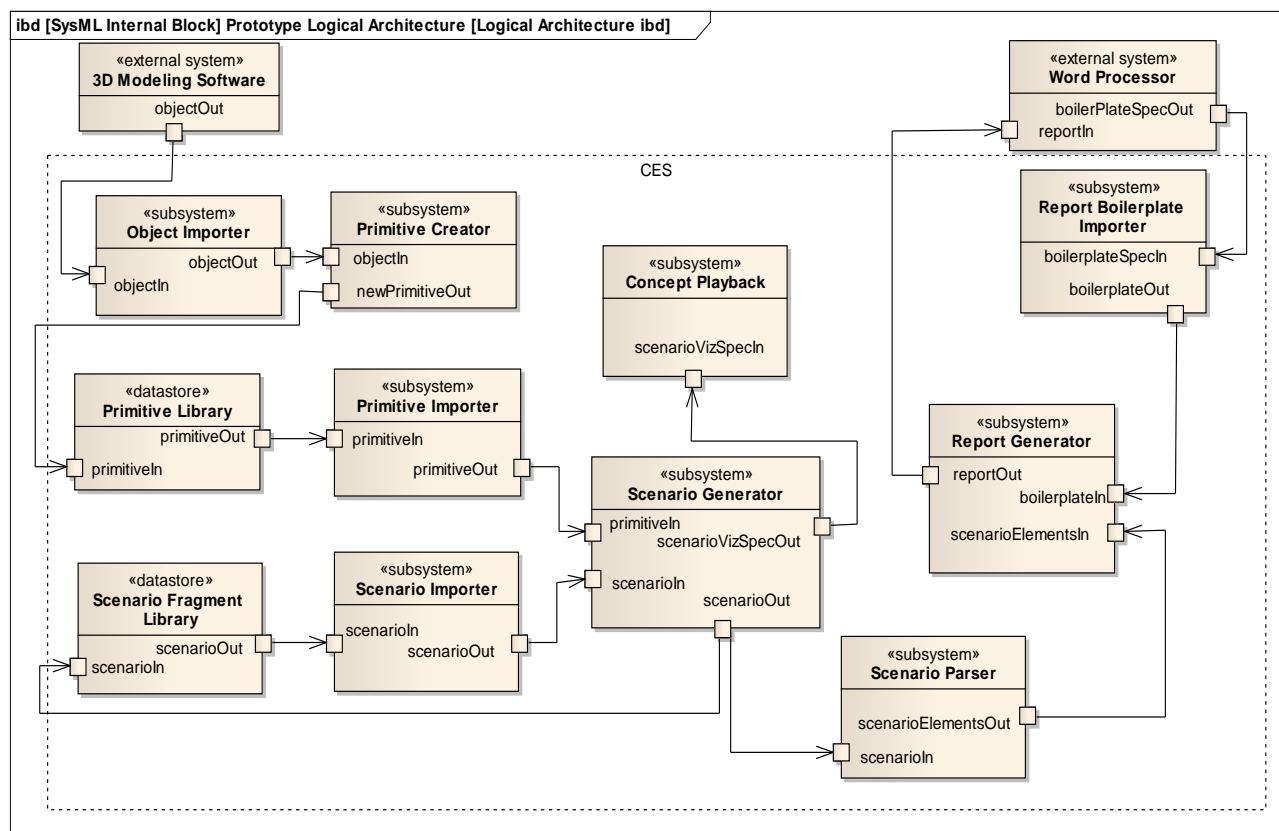 ibd [SysML Internal Block] Prototype Logical Architecture [Logical Architecture ibd]
«external system»
3D Modeling Software
objectOut
«external system»
Word Processor
boilerPlateSpecOut
reportIn
CES
«subsystem»
Object Importer
objectOut
objectIn
«subsystem»
Primitive Creator
objectIn
newPrimitiveOut
«subsystem»
Concept Playback
scenarioVizSpecIn
«subsystem»
Report Boilerplate
Importer
boilerplateSpecIn
boilerplateOut
«datastore»
Primitive Library
primitiveOut
primitiveIn
«subsystem»
Primitive Importer
primitiveIn
primitiveOut
«subsystem»
Scenario Generator
primitiveIn
scenarioVizSpecOut
scenarioIn
scenarioOut
«subsystem»
Report Generator
reportOut
boilerplateIn
scenarioElementsIn
«datastore»
Scenario Fragment
Library
scenarioOut
scenarioIn
«subsystem»
Scenario Importer
scenarioIn
scenarioOut
«subsystem»
Scenario Parser
scenarioElementsOut
scenarioIn